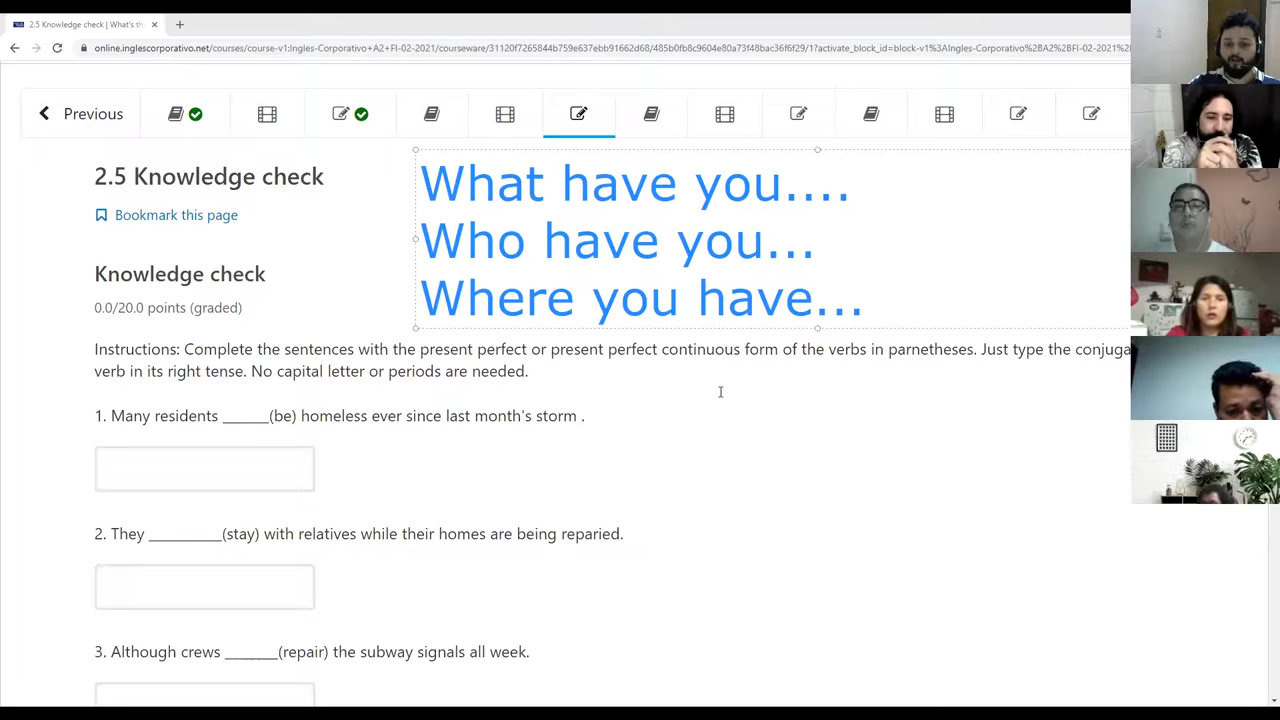 2.5 Knowledge check | What's th
online.inglescorporativo.net/courses/course-v1:Ingles-Corporativo+A2+FI-02-2021/courseware/31120f7265844b759e637ebb91662d68/485b0fb8c9604e80a73f48bac36f6f29/1?activate_block_id=block-v1%3AIngles-Corporativo%2BA2%2BFI-02-2021%2B
Previous
2.5 Knowledge check
Bookmark this page
What have you....
Who have you...
Where you have...
Knowledge check
0.0/20.0 points (graded)
Instructions: Complete the sentences with the present perfect or present perfect continuous form of the verbs in parnetheses. Just type the conjuga
verb in its right tense. No capital letter or periods are needed.
1. Many residents ______(be) homeless ever since last month's storm .
2. They __________(stay) with relatives while their homes are being reparied.
3. Although crews _______(repair) the subway signals all week.